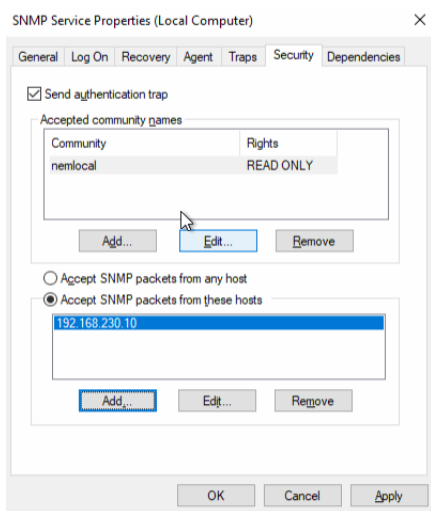 SNMP Service Properties (Local Computer)
General Log On Recovery Agent Traps Security Dependencies
Send authentication trap
Accepted community names
Community Rights
nemlocal READ ONLY
Add... Edit... Remove
Accept SNMP packets from any host
Accept SNMP packets from these hosts
192.168.230.10
Add... Edit... Remove
OK Cancel Apply